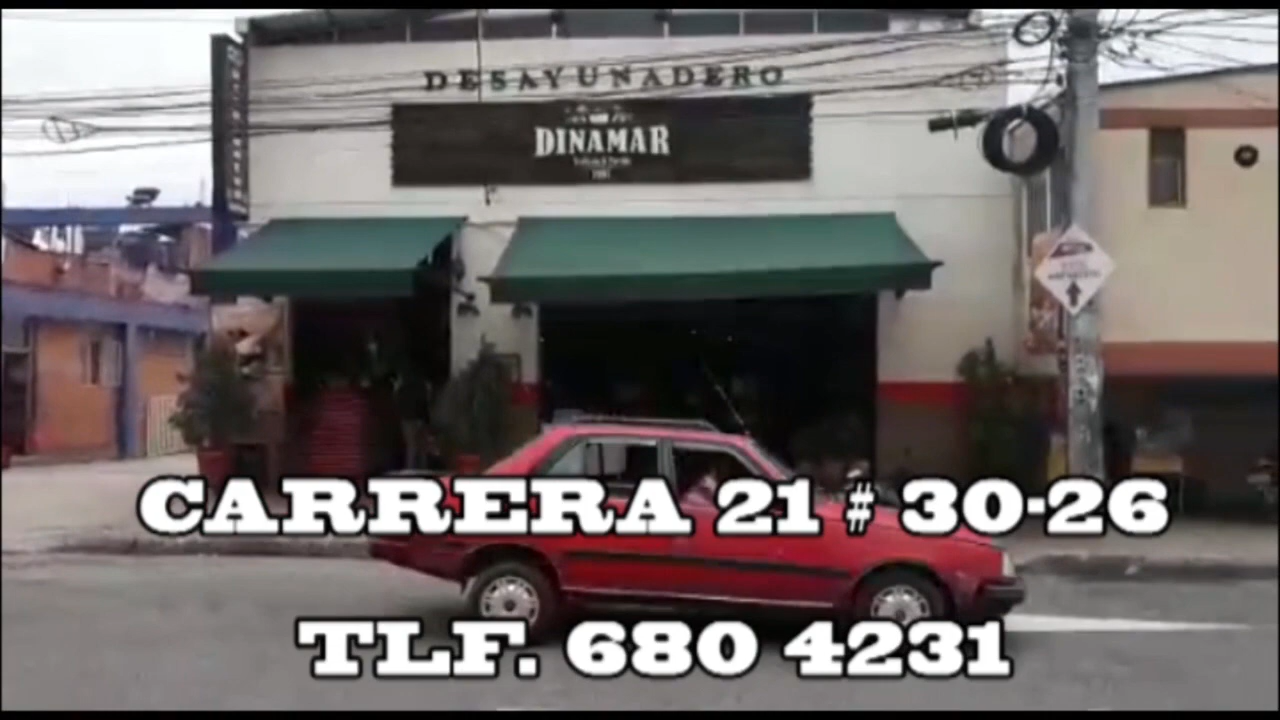 DESAYUNADERO
DINAMAR
CARRERA 21 # 30-26
TLF. 680 4231